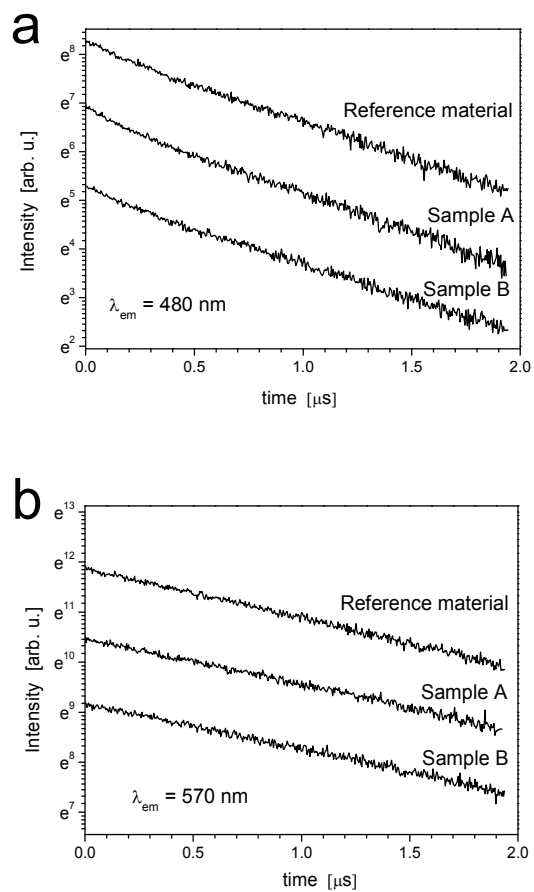 a
e⁸
e⁷
e⁶
e⁵
e⁴
e³
e²
Intensity [arb. u.]
Reference material
Sample A
Sample B
λem = 480 nm
0.0 0.5 1.0 1.5 2.0
time [μs]
b
e¹³
e¹²
e¹¹
e¹⁰
e⁹
e⁸
e⁷
Intensity [arb. u.]
Reference material
Sample A
Sample B
λem = 570 nm
0.0 0.5 1.0 1.5 2.0
time [μs]